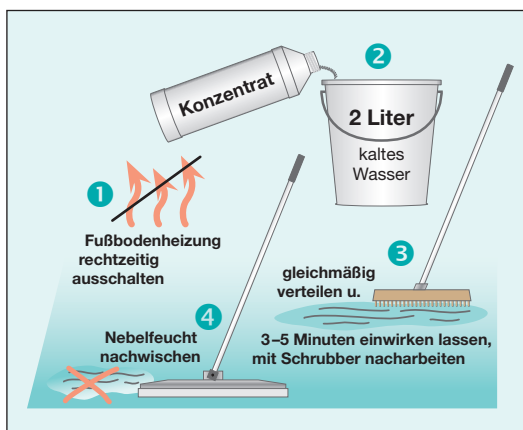 1
Fußbodenheizung
rechtzeitig
ausschalten
Konzentrat
2
2 Liter
kaltes
Wasser
3
gleichmäßig
verteilen u.
3–5 Minuten einwirken lassen,
mit Schrubber nacharbeiten
4
Nebelfeucht
nachwischen